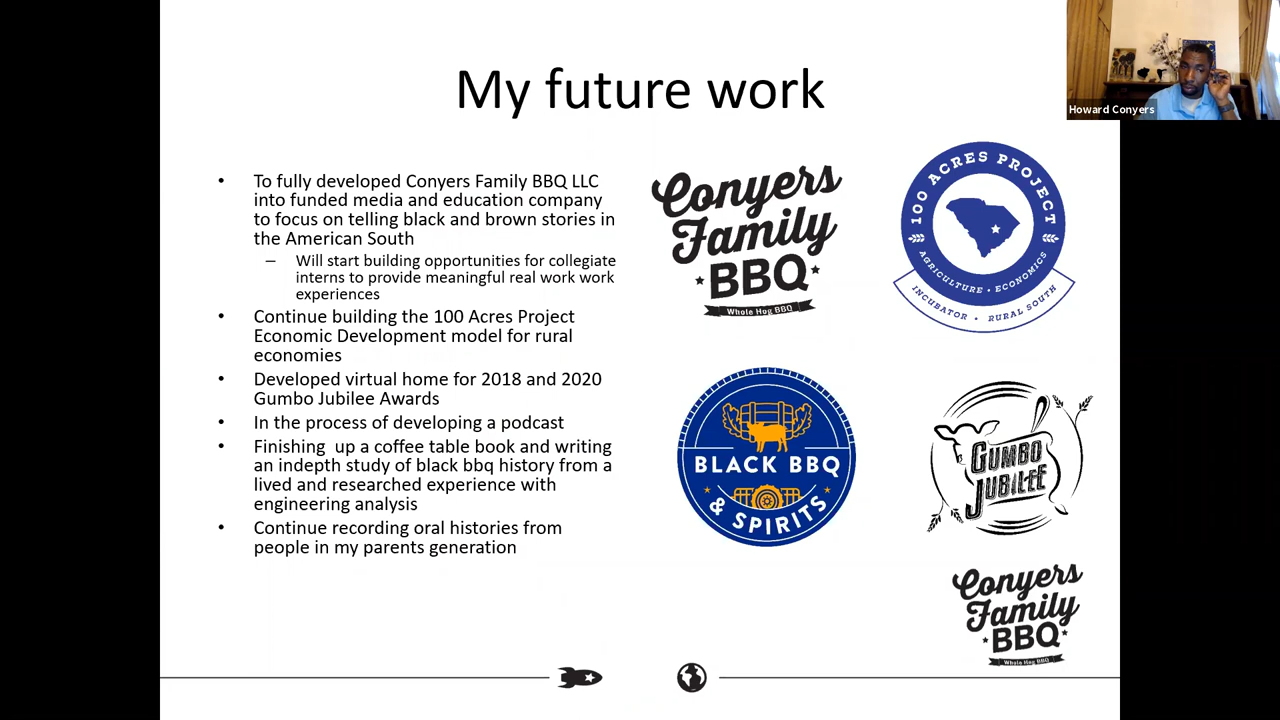 My future work
Howard Conyers
• To fully developed Conyers Family BBQ LLC
into funded media and education company
to focus on telling black and brown stories in
the American South
– Will start building opportunities for collegiate
interns to provide meaningful real work work
experiences
• Continue building the 100 Acres Project
Economic Development model for rural
economies
• Developed virtual home for 2018 and 2020
Gumbo Jubilee Awards
• In the process of developing a podcast
• Finishing up a coffee table book and writing
an indepth study of black bbq history from a
lived and researched experience with
engineering analysis
• Continue recording oral histories from
people in my parents generation
Conyers
Family
BBQ
Whole Hog BBQ
100 ACRES PROJECT
AGRICULTURE • ECONOMICS
INCUBATOR • RURAL SOUTH
BLACK BBQ
& SPIRITS
GUMBO
JUBILEE
Conyers
Family
BBQ
Whole Hog BBQ